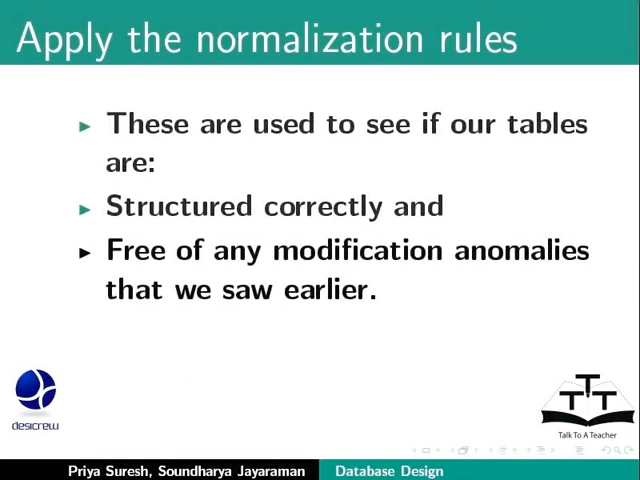 Apply the normalization rules
These are used to see if our tables
are:
Structured correctly and
Free of any modification anomalies
that we saw earlier.
desicrew
T T T
Talk To A Teacher
Priya Suresh, Soundharya Jayaraman Database Design